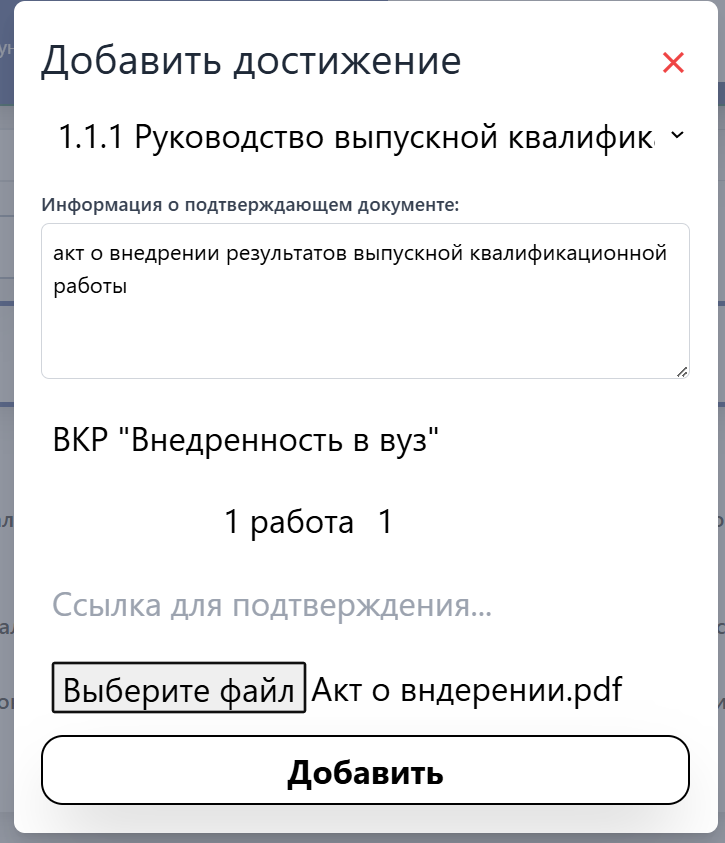 Добавить достижение
1.1.1 Руководство выпускной квалифик
Информация о подтверждающем документе:
акт о внедрении результатов выпускной квалификационной
работы
ВКР "Внедренность в вуз"
1 работа 1
Ссылка для подтверждения...
Выберите файл Акт о вндерении.pdf
Добавить